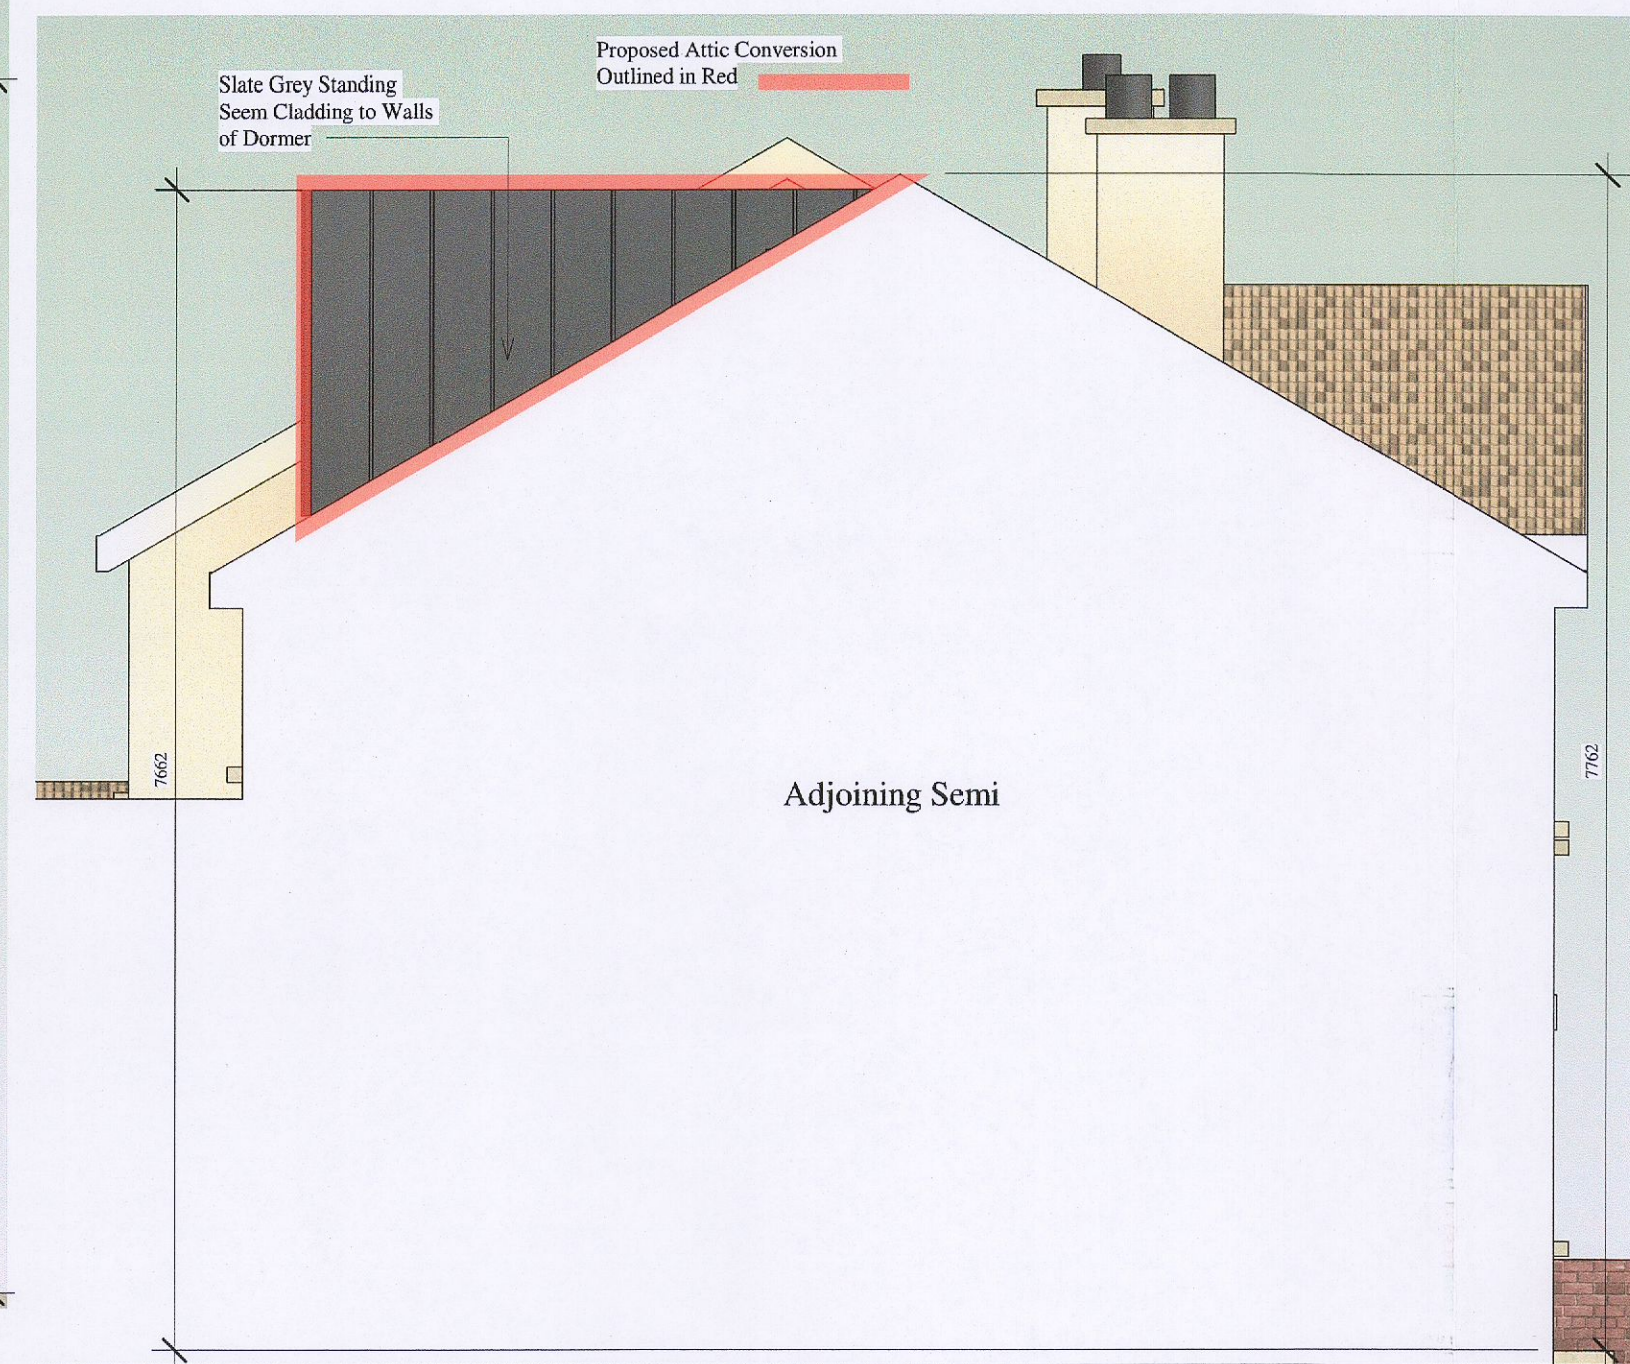 Proposed Attic Conversion
Outlined in Red
Slate Grey Standing
Seem Cladding to Walls
of Dormer
7662
7762
Adjoining Semi